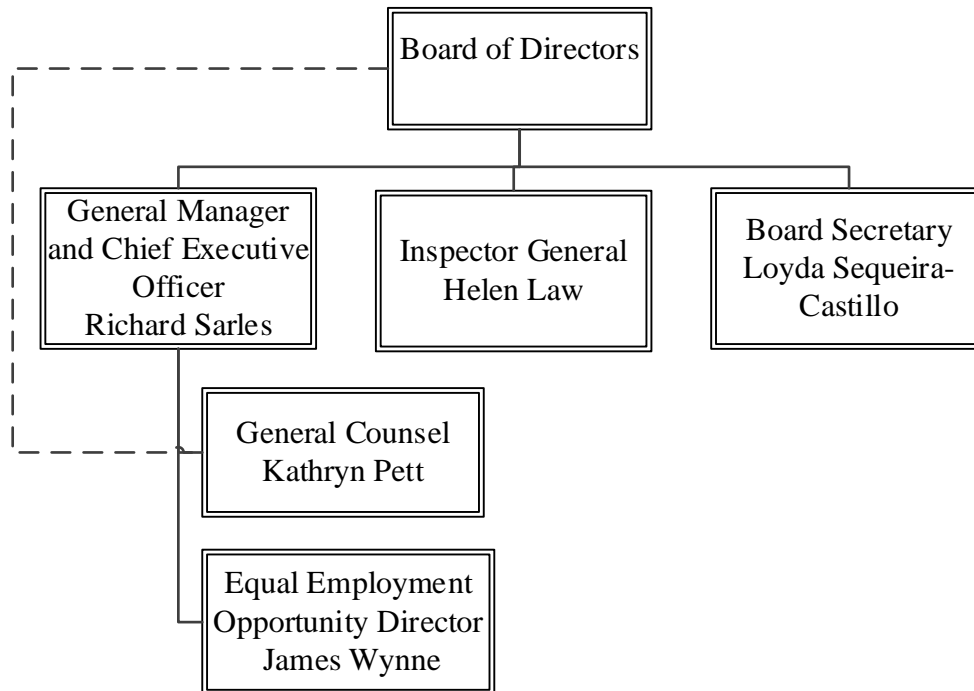 Board of Directors
General Manager
and Chief Executive
Officer
Richard Sarles
Inspector General
Helen Law
Board Secretary
Loyda Sequeira-
Castillo
General Counsel
Kathryn Pett
Equal Employment
Opportunity Director
James Wynne